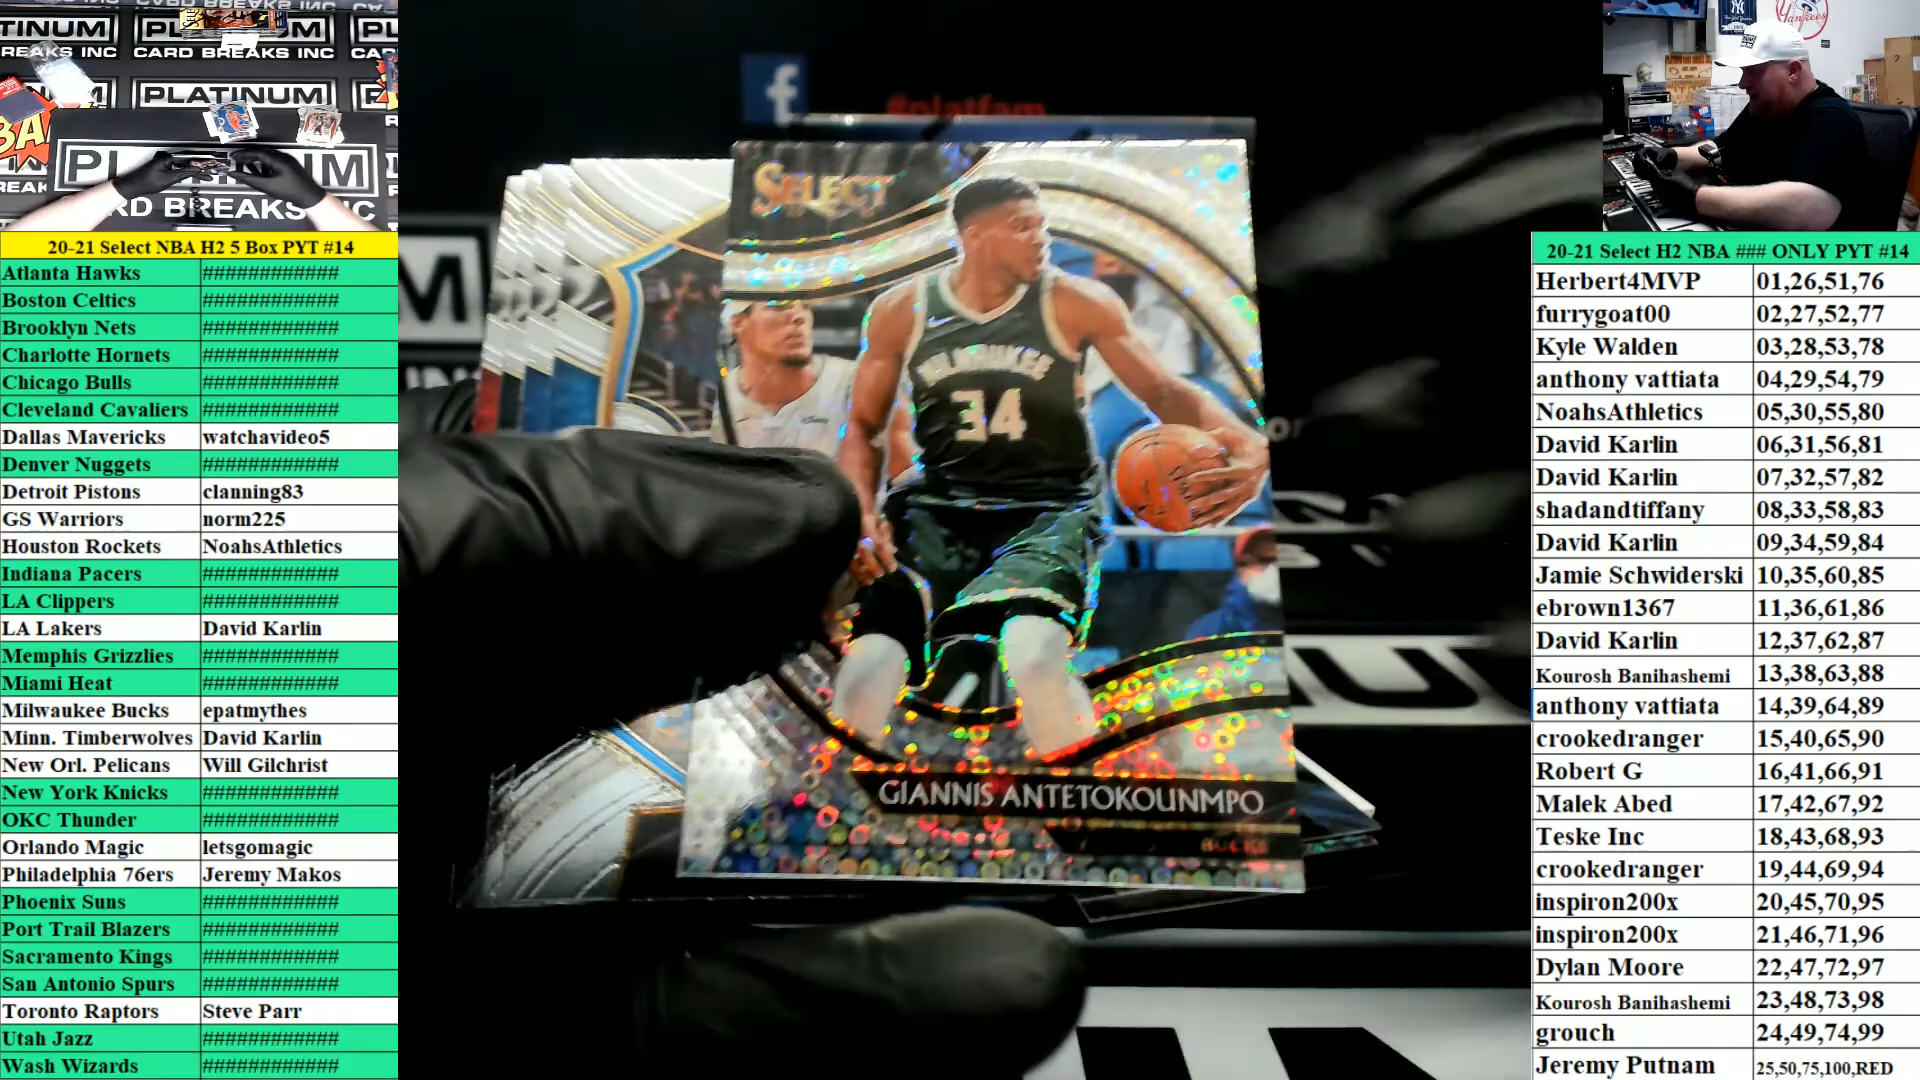 TINUM
BREAKS INC
CARD BREAKS INC
PLATINUM
CARD BREAKS INC
Yankees
#platfam
SELECT
MILWAUKEE
34
GIANNIS ANTETOKOUNMPO
BUCKS
20-21 Select NBA H2 5 Box PYT #14
Atlanta Hawks ############
Boston Celtics ############
Brooklyn Nets ############
Charlotte Hornets ############
Chicago Bulls ############
Cleveland Cavaliers ############
Dallas Mavericks watchavideo5
Denver Nuggets ############
Detroit Pistons clanning83
GS Warriors norm225
Houston Rockets NoahsAthletics
Indiana Pacers ############
LA Clippers ############
LA Lakers David Karlin
Memphis Grizzlies ############
Miami Heat ############
Milwaukee Bucks epatmythes
Minn. Timberwolves David Karlin
New Orl. Pelicans Will Gilchrist
New York Knicks ############
OKC Thunder ############
Orlando Magic letsgomagic
Philadelphia 76ers Jeremy Makos
Phoenix Suns ############
Port Trail Blazers ############
Sacramento Kings ############
San Antonio Spurs ############
Toronto Raptors Steve Parr
Utah Jazz ############
Wash Wizards ############
20-21 Select H2 NBA ### ONLY PYT #14
Herbert4MVP 01,26,51,76
furrygoat00 02,27,52,77
Kyle Walden 03,28,53,78
anthony vattiata 04,29,54,79
NoahsAthletics 05,30,55,80
David Karlin 06,31,56,81
David Karlin 07,32,57,82
shadandtiffany 08,33,58,83
David Karlin 09,34,59,84
Jamie Schwiderski 10,35,60,85
ebrown1367 11,36,61,86
David Karlin 12,37,62,87
Kourosh Banihashemi 13,38,63,88
anthony vattiata 14,39,64,89
crookedranger 15,40,65,90
Robert G 16,41,66,91
Malek Abed 17,42,67,92
Teske Inc 18,43,68,93
crookedranger 19,44,69,94
inspiron200x 20,45,70,95
inspiron200x 21,46,71,96
Dylan Moore 22,47,72,97
Kourosh Banihashemi 23,48,73,98
grouch 24,49,74,99
Jeremy Putnam 25,50,75,100,RED